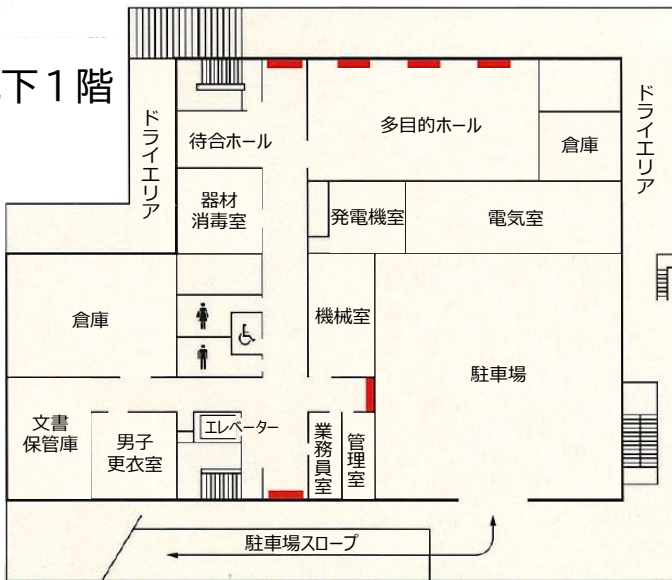 下１階
ドライエリア
待合ホール
多目的ホール
倉庫
ドライエリア
器材
消毒室
発電機室
電気室
倉庫
機械室
駐車場
文書
保管庫
男子
更衣室
エレベーター
業務員室
管理室
駐車場スロープ